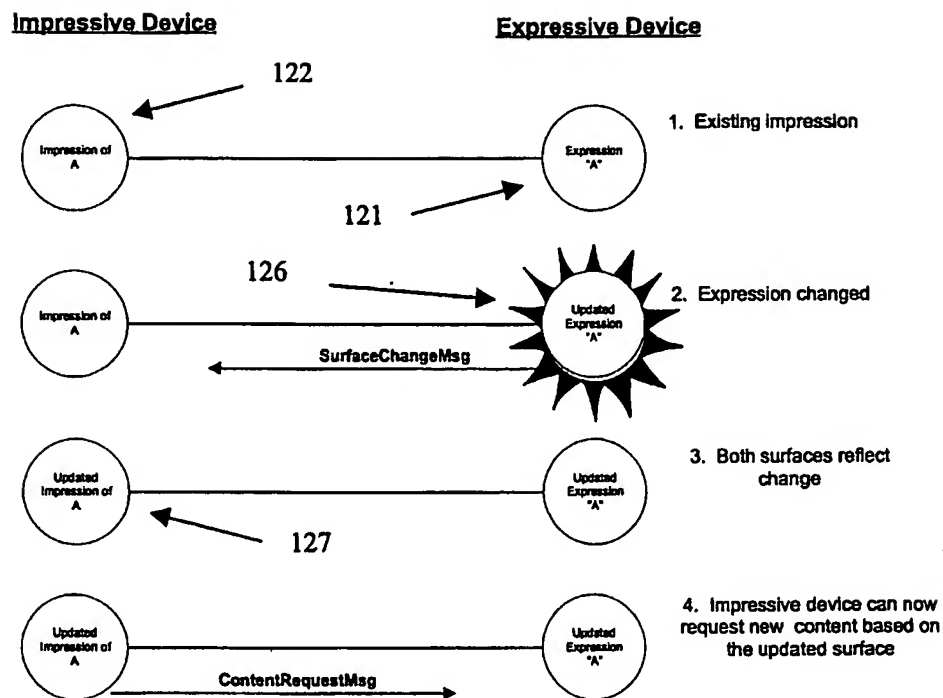 Impressive Device
Expressive Device
122
Impression of
A
Expression
"A"
1. Existing impression
121
126
Impression of
A
Updated
Expression
"A"
2. Expression changed
SurfaceChangeMsg
Updated
Impression of
A
Updated
Expression
"A"
3. Both surfaces reflect
change
127
Updated
Impression of
A
Updated
Expression
"A"
4. Impressive device can now
request new content based on
the updated surface
ContentRequestMsg